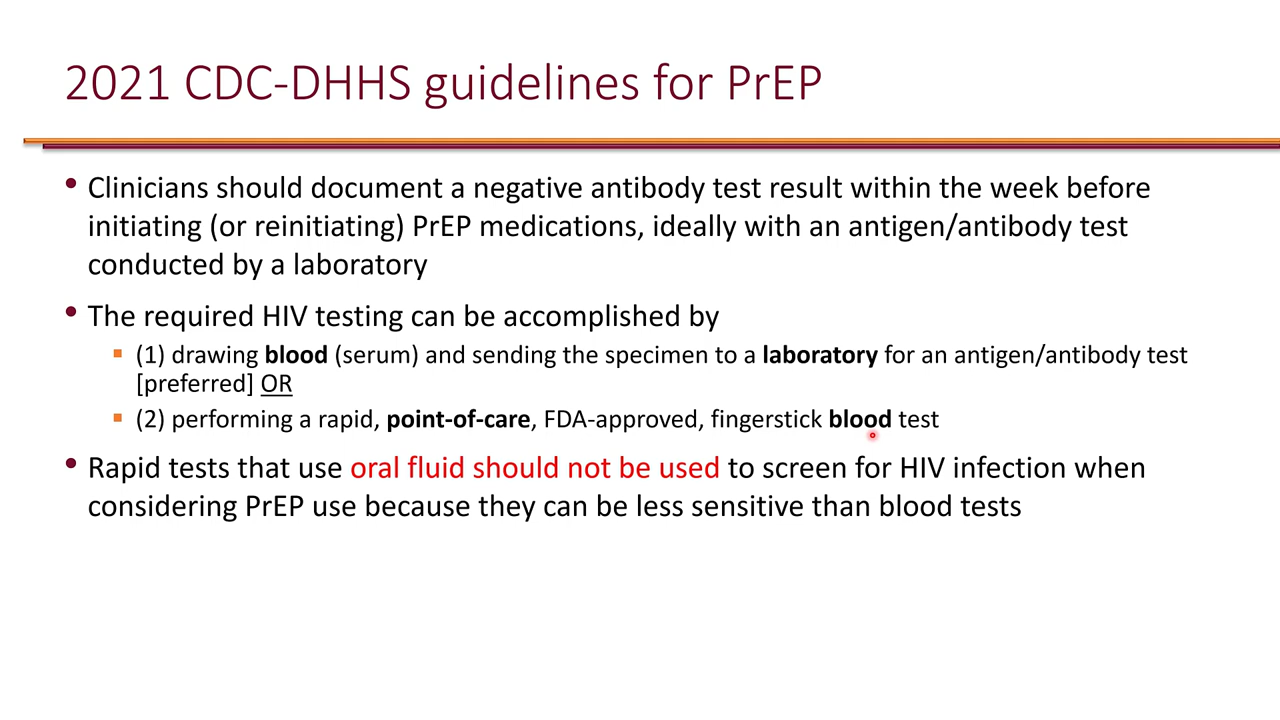 2021 CDC-DHHS guidelines for PrEP
• Clinicians should document a negative antibody test result within the week before
initiating (or reinitiating) PrEP medications, ideally with an antigen/antibody test
conducted by a laboratory
• The required HIV testing can be accomplished by
▪ (1) drawing blood (serum) and sending the specimen to a laboratory for an antigen/antibody test
[preferred] OR
▪ (2) performing a rapid, point-of-care, FDA-approved, fingerstick blood test
• Rapid tests that use oral fluid should not be used to screen for HIV infection when
considering PrEP use because they can be less sensitive than blood tests